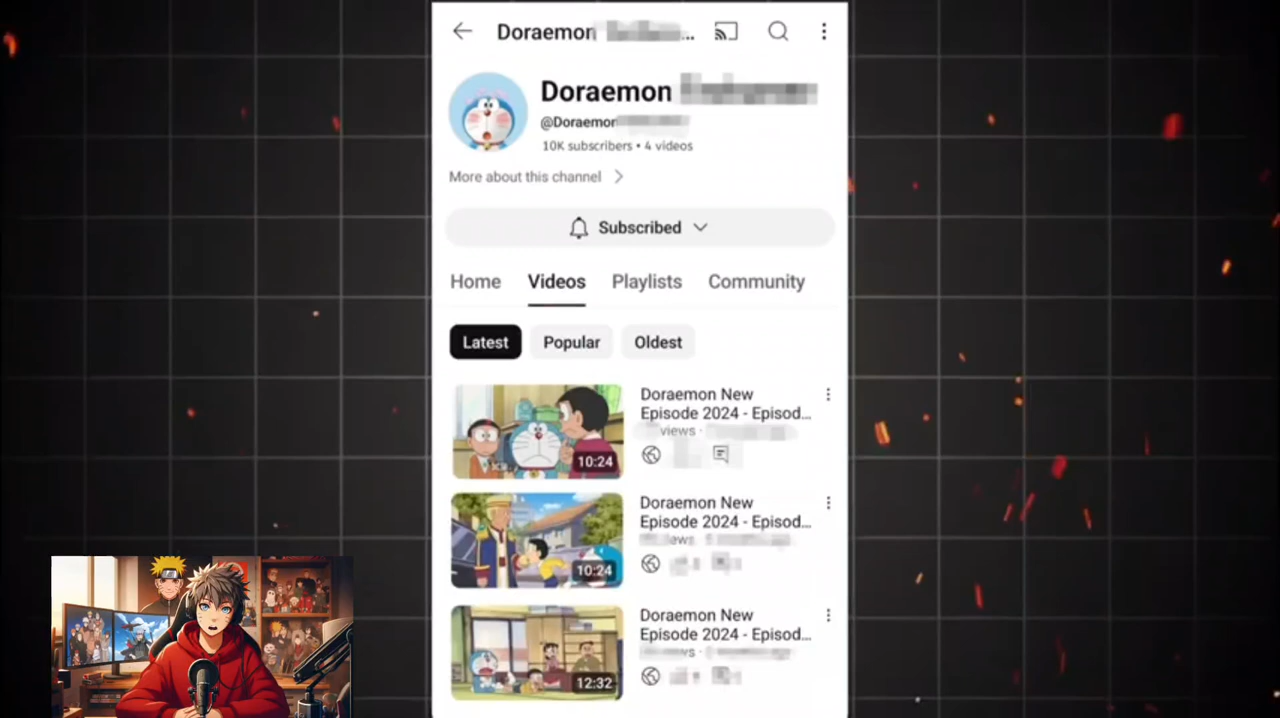 Doraemon ...
Doraemon
@Doraemon
10K subscribers • 4 videos
More about this channel
Subscribed
Home Videos Playlists Community
Latest Popular Oldest
Doraemon New
Episode 2024 - Episod...
views ·
10:24
Doraemon New
Episode 2024 - Episod...
10:24
Doraemon New
Episode 2024 - Episod...
views
12:32